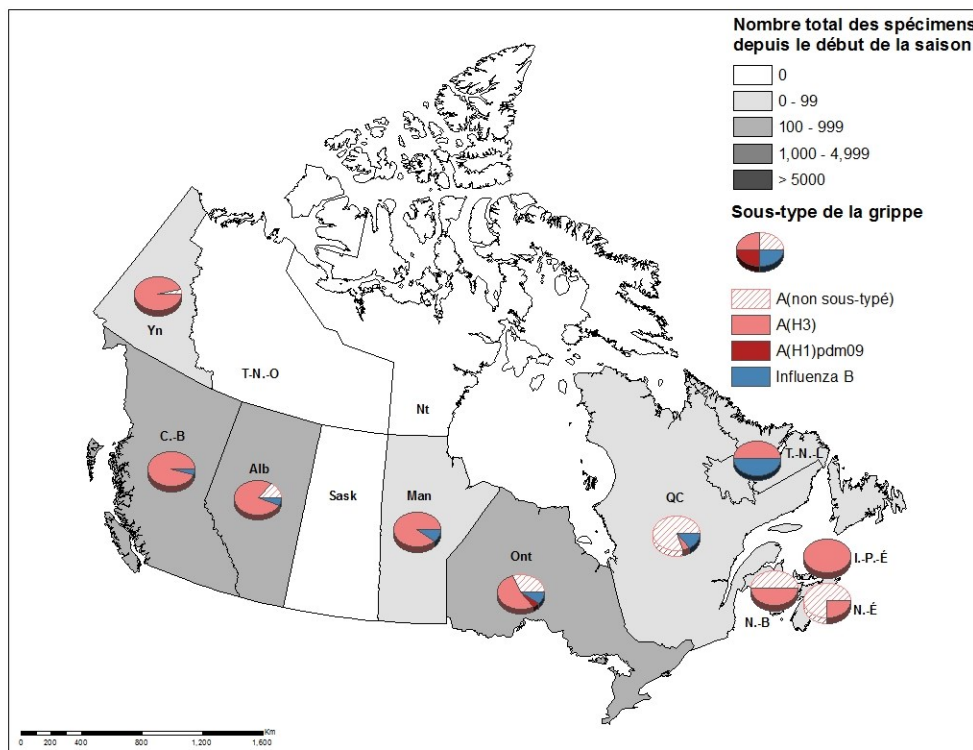 Nombre total des spécimens
depuis le début de la saison
0
0 - 99
100 - 999
1,000 - 4,999
> 5000
Sous-type de la grippe
A(non sous-typé)
A(H3)
A(H1)pdm09
Influenza B
Yn
T-N.-O
Nt
C.-B
Alb
Sask
Man
Ont
QC
T.-N.-L
I.-P.-É
N.-B
N.-É
Km
0 200 400 800 1,200 1,600